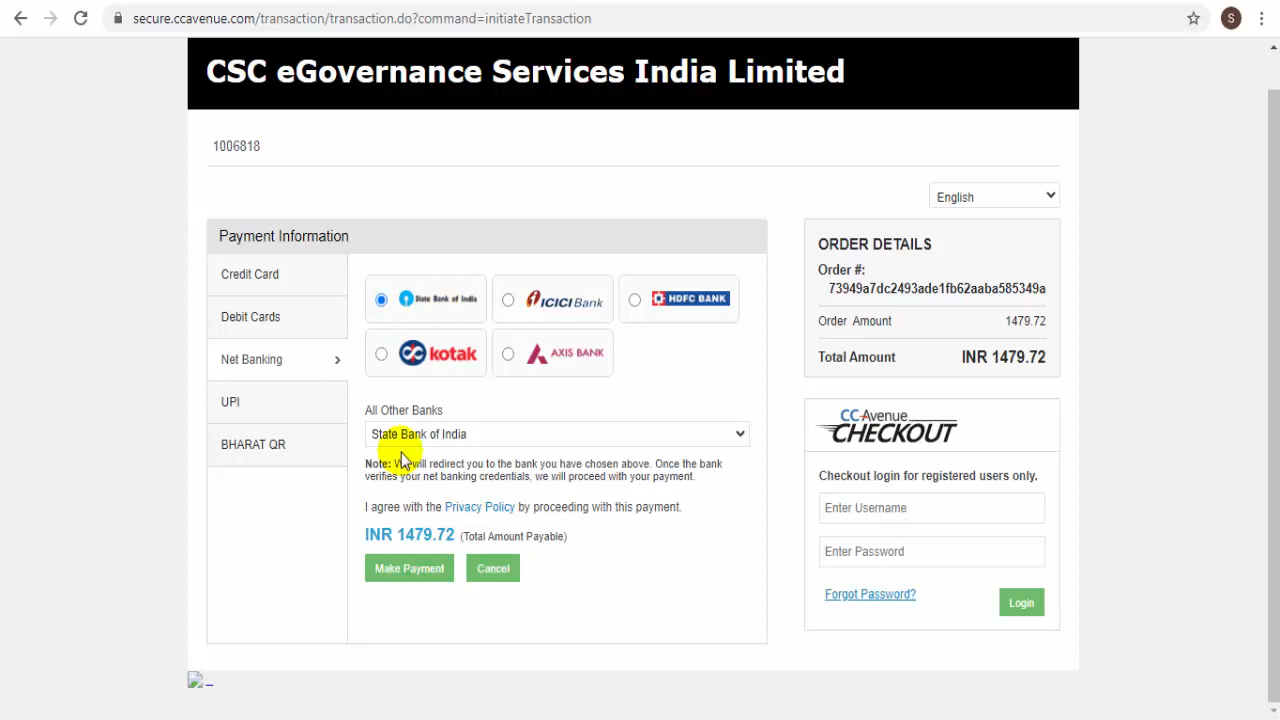 secure.ccavenue.com/transaction/transaction.do?command=initiateTransaction
S
CSC eGovernance Services India Limited
1006818
English
Payment Information
Credit Card
Debit Cards
Net Banking
UPI
BHARAT QR
State Bank of India
ICICI Bank
HDFC BANK
kotak
AXIS BANK
All Other Banks
State Bank of India
Note: We will redirect you to the bank you have chosen above. Once the bank
verifies your net banking credentials, we will proceed with your payment.
I agree with the Privacy Policy by proceeding with this payment.
INR 1479.72 (Total Amount Payable)
Make Payment Cancel
ORDER DETAILS
Order #:
73949a7dc2493ade1fb62aaba585349a
Order Amount 1479.72
Total Amount INR 1479.72
CCAvenue
CHECKOUT
Checkout login for registered users only.
Enter Username
Enter Password
Forgot Password?
Login